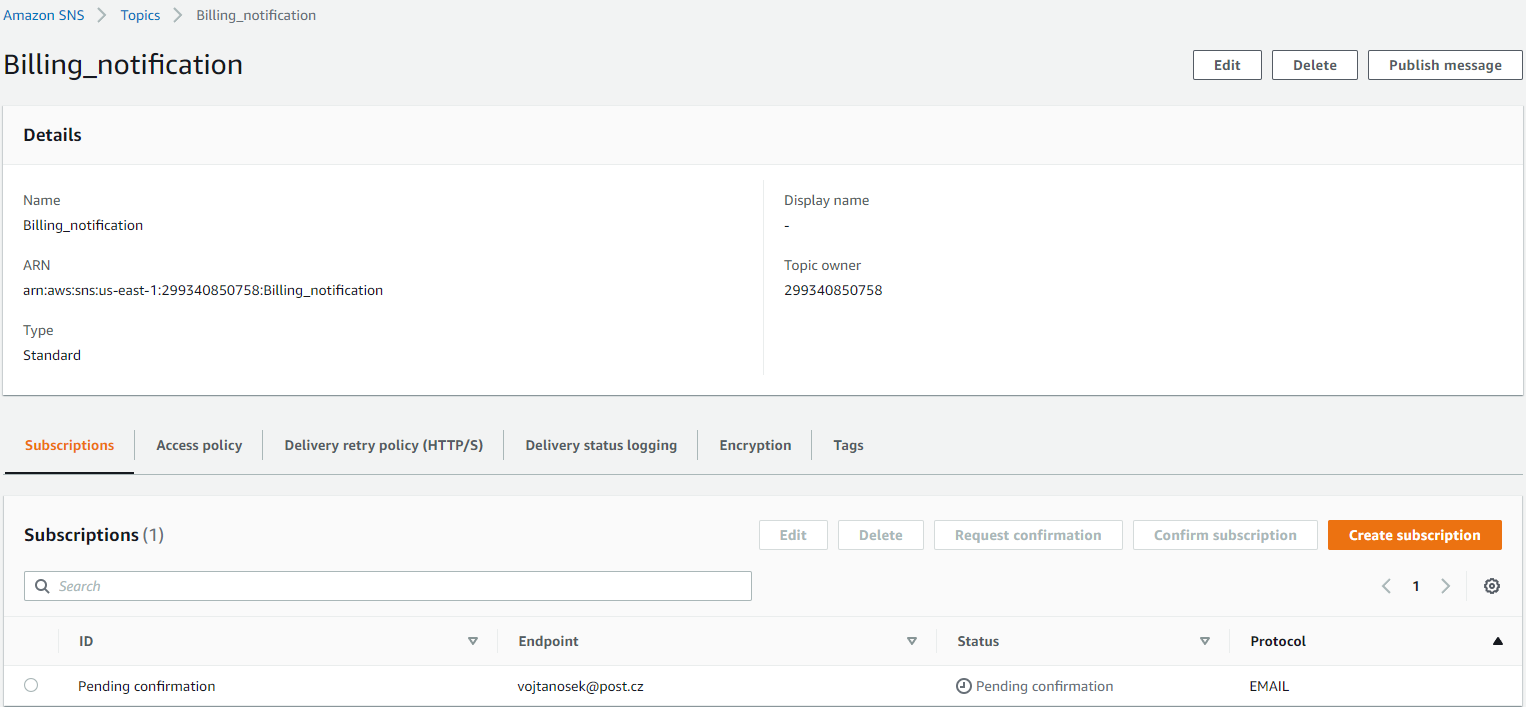 Amazon SNS > Topics > Billing_notification
Billing_notification
Edit Delete Publish message
Details
Name
Billing_notification
Display name
-
ARN
arn:aws:sns:us-east-1:299340850758:Billing_notification
Topic owner
299340850758
Type
Standard
Subscriptions Access policy Delivery retry policy (HTTP/S) Delivery status logging Encryption Tags
Subscriptions (1)
Edit Delete Request confirmation Confirm subscription Create subscription
Search
1
ID Endpoint Status Protocol
Pending confirmation vojtanosek@post.cz Pending confirmation EMAIL